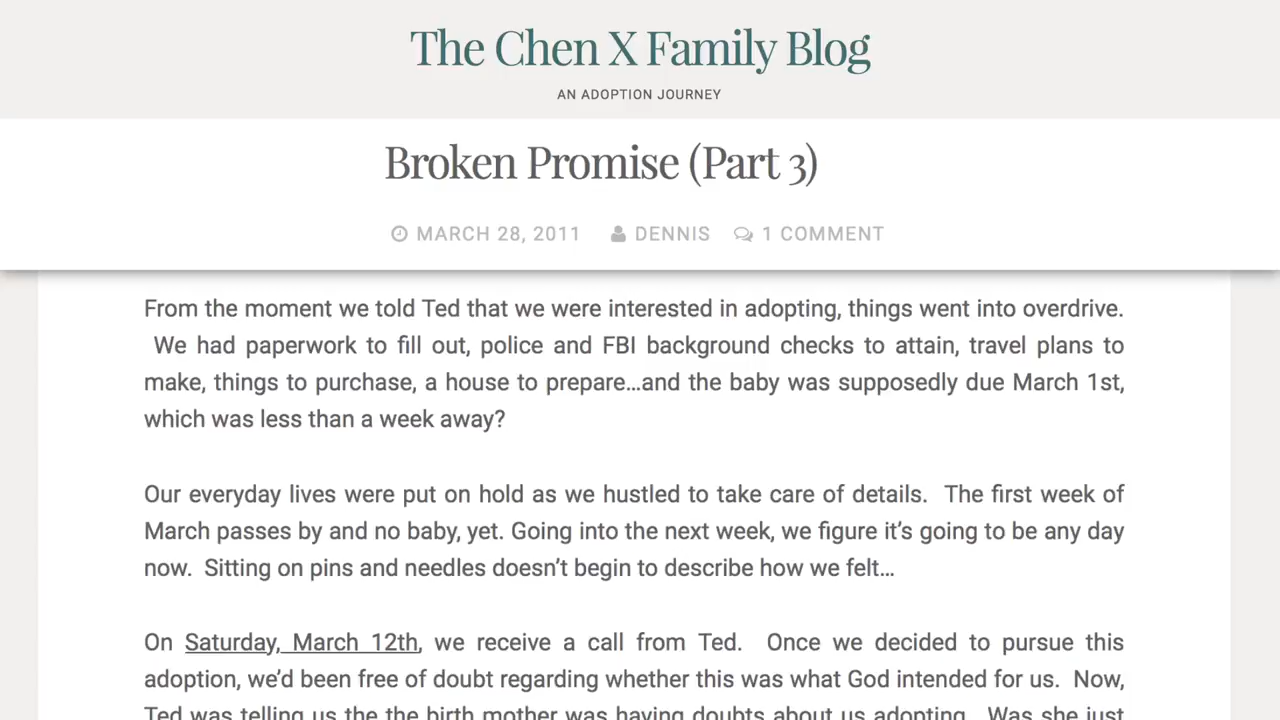 The Chen X Family Blog
AN ADOPTION JOURNEY
Broken Promise (Part 3)
MARCH 28, 2011 DENNIS 1 COMMENT
From the moment we told Ted that we were interested in adopting, things went into overdrive.
We had paperwork to fill out, police and FBI background checks to attain, travel plans to
make, things to purchase, a house to prepare…and the baby was supposedly due March 1st,
which was less than a week away?
Our everyday lives were put on hold as we hustled to take care of details. The first week of
March passes by and no baby, yet. Going into the next week, we figure it’s going to be any day
now. Sitting on pins and needles doesn’t begin to describe how we felt…
On Saturday, March 12th, we receive a call from Ted. Once we decided to pursue this
adoption, we’d been free of doubt regarding whether this was what God intended for us. Now,
Ted was telling us the the birth mother was having doubts about us adopting. Was she just